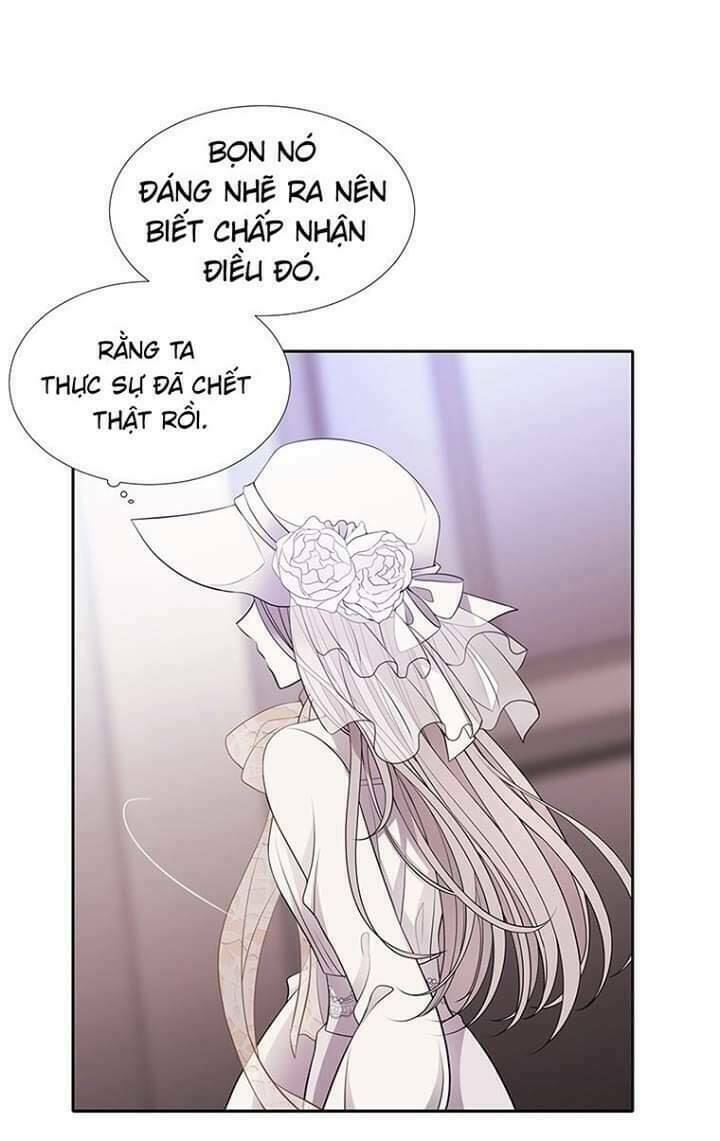 BỌN NÓ
ĐÁNG NHẼ RA NÊN
BIẾT CHẤP NHẬN
ĐIỀU ĐÓ.
RẰNG TA
THỰC SỰ ĐÃ CHẾT
THẬT RỒI.